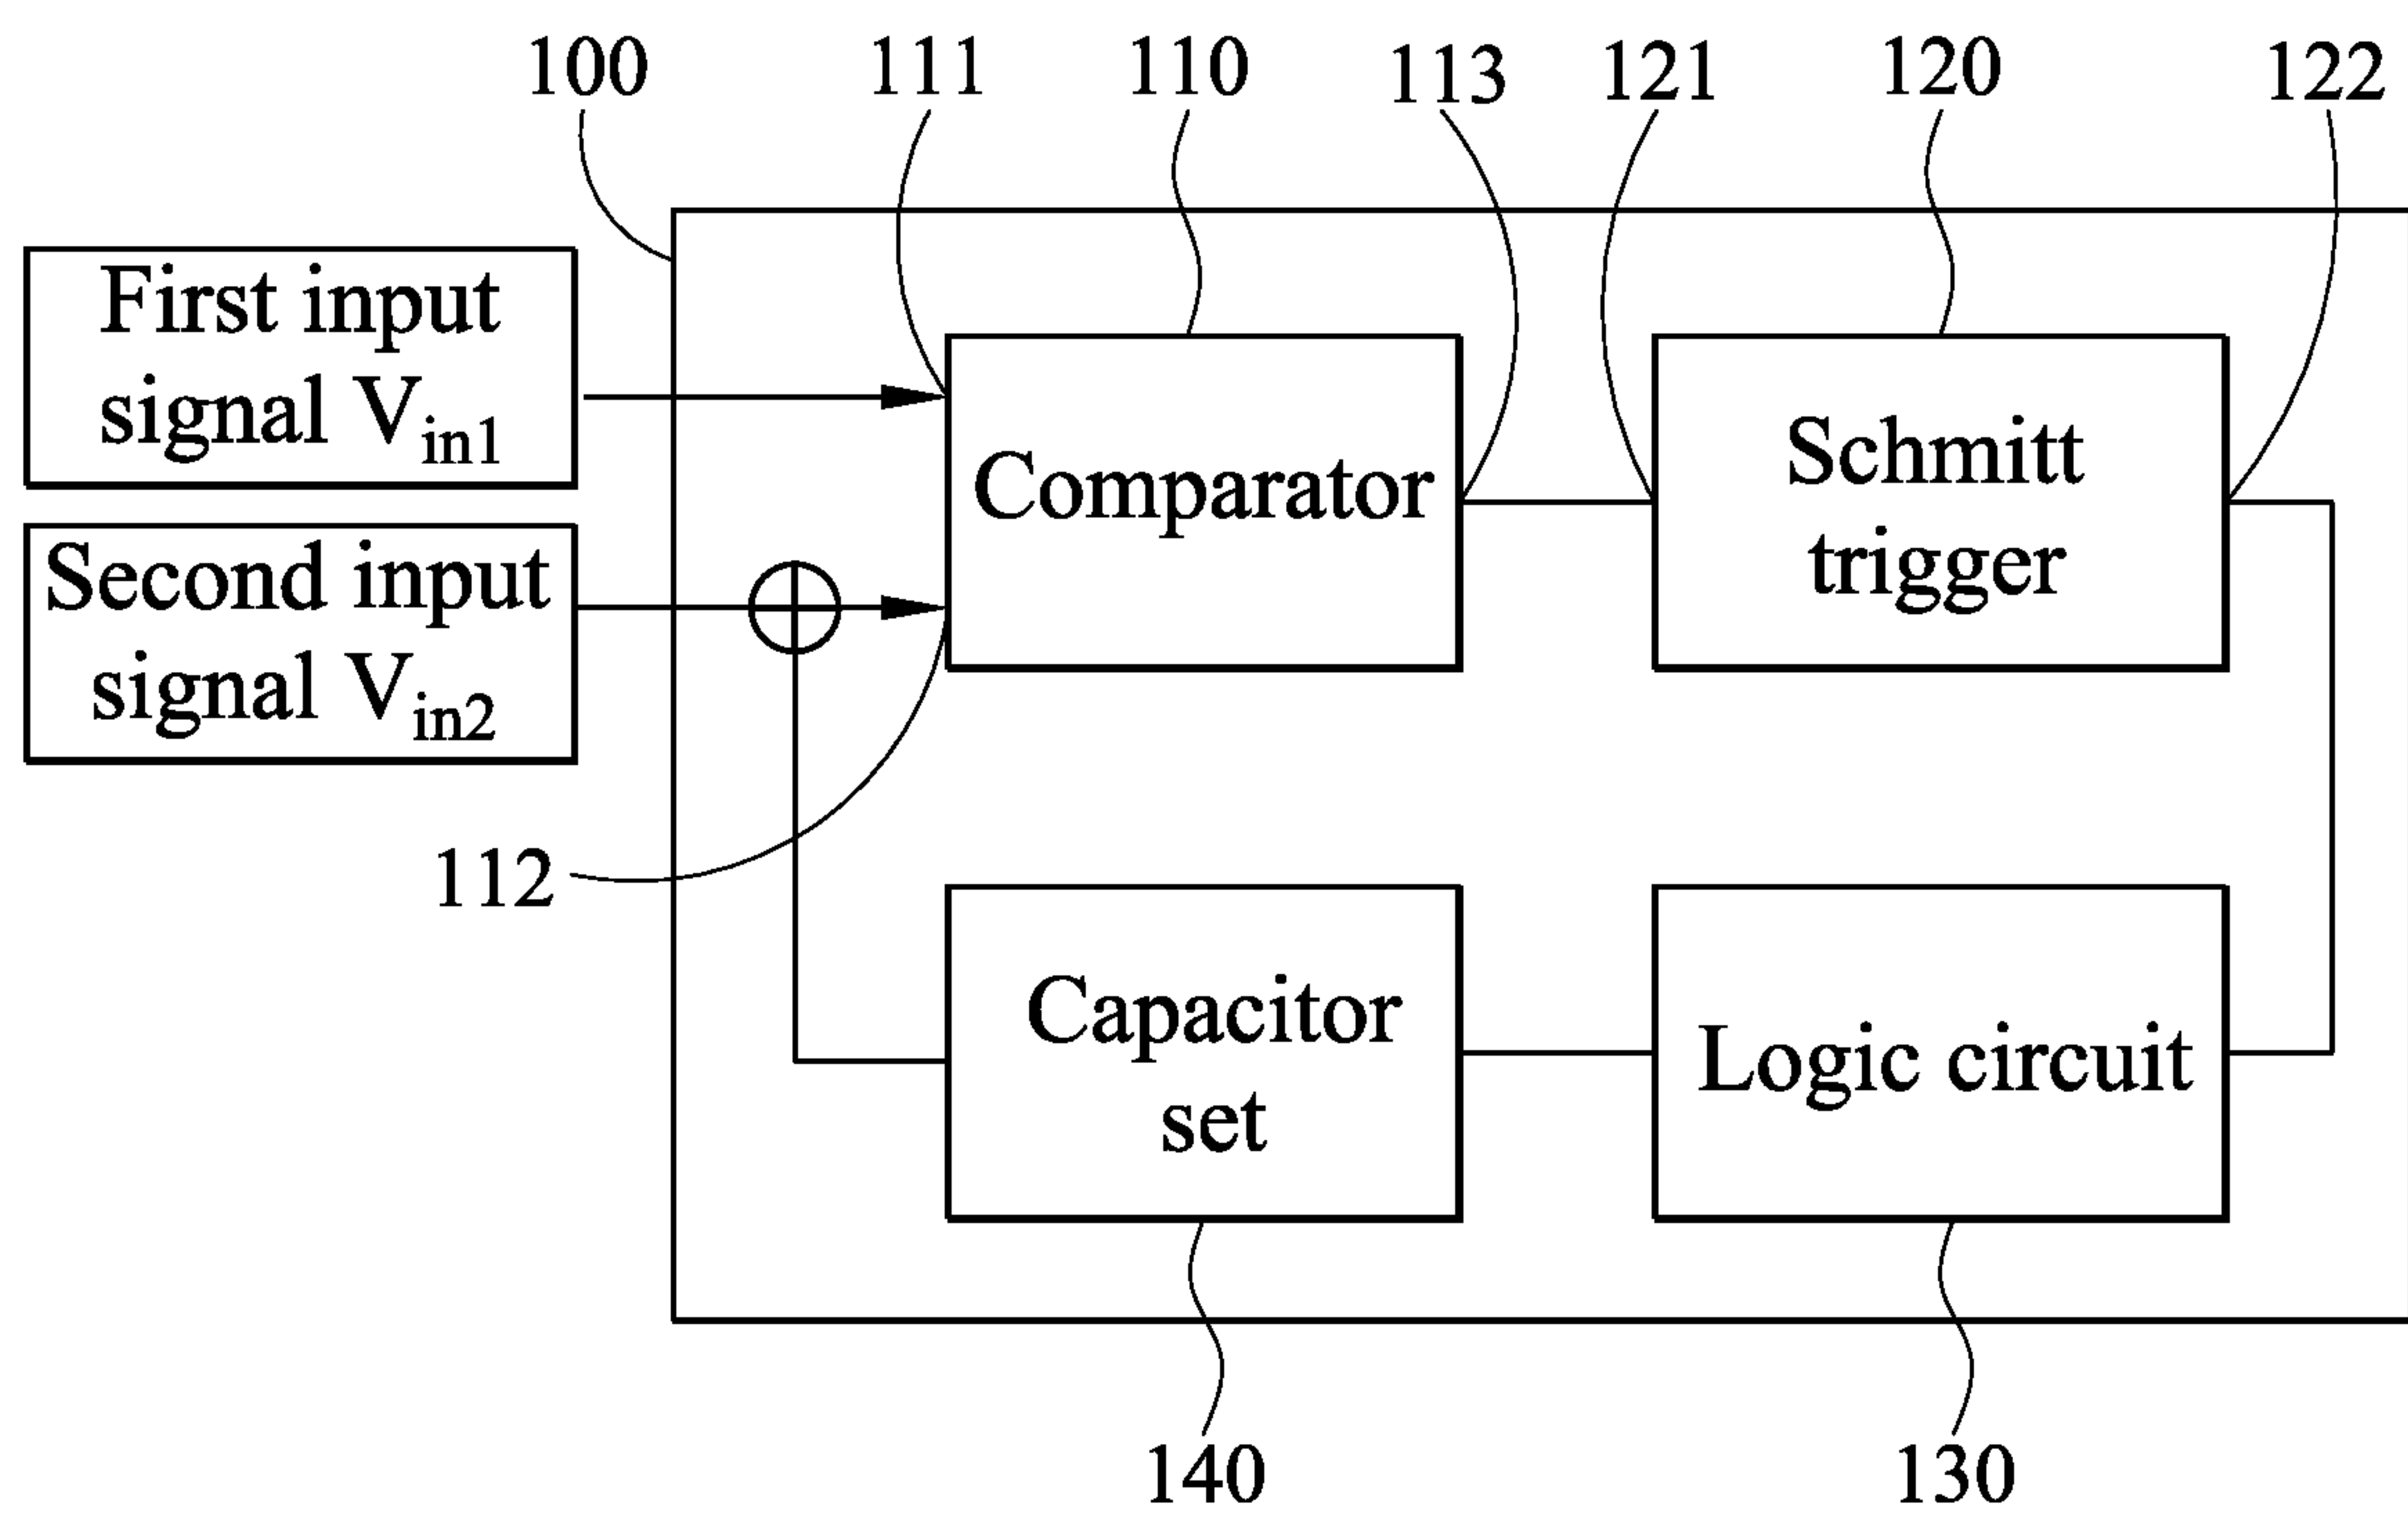 100 111 110 113 121 120 122
First input
signal Vin1
Second input
signal Vin2
Comparator
Schmitt
trigger
112
Capacitor
set
Logic circuit
140 130